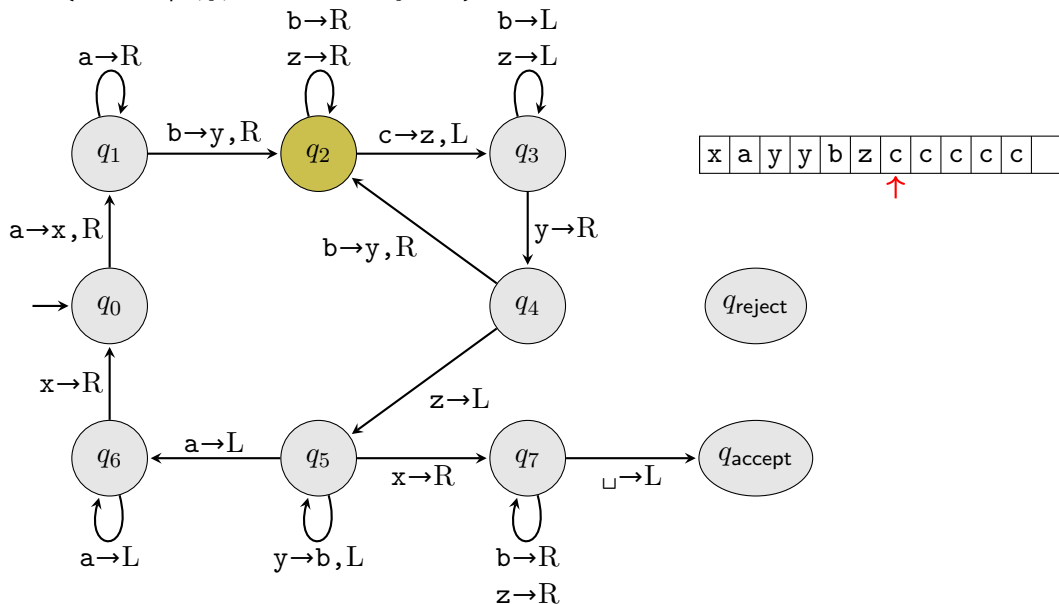 b→R b→L
a→R z→R z→L
b→y,R c→z,L
q1 q2 q3 x a y y b z c c c c c
↑
a→x,R b→y,R y→R
q0 q4 qreject
x→R z→L
a→L
q6 q5 q7 qaccept
x→R ␣→L
a→L y→b,L b→R
z→R